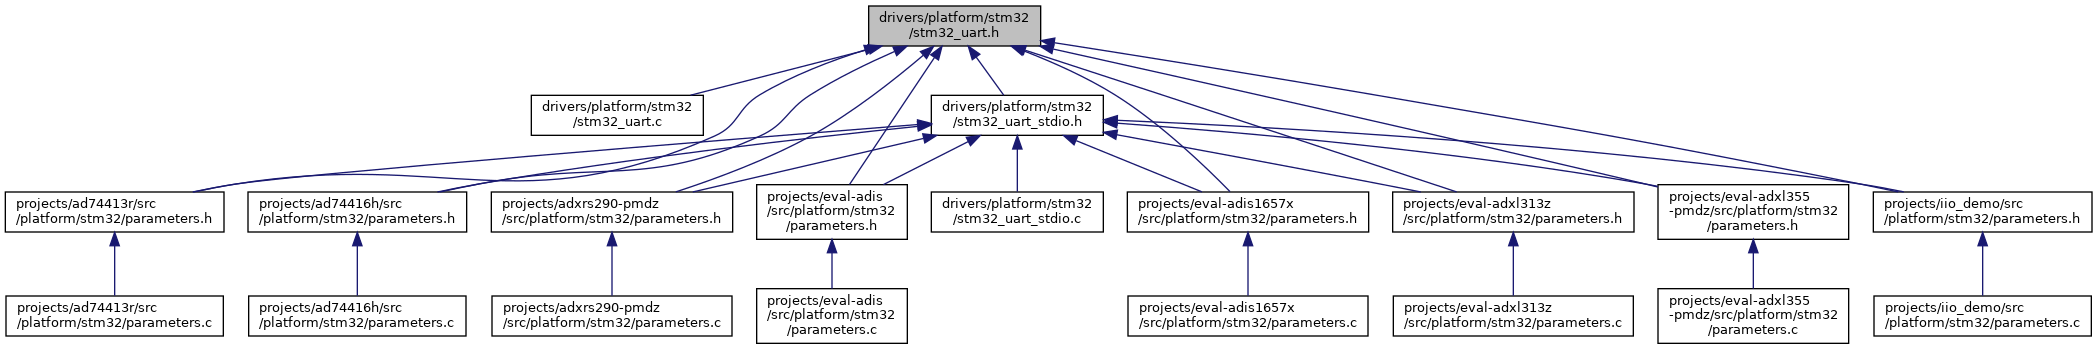 drivers/platform/stm32
/stm32_uart.h
drivers/platform/stm32
/stm32_uart.c
drivers/platform/stm32
/stm32_uart_stdio.h
projects/ad74413r/src
/platform/stm32/parameters.h
projects/ad74416h/src
/platform/stm32/parameters.h
projects/adxrs290-pmdz
/src/platform/stm32/parameters.h
projects/eval-adis
/src/platform/stm32
/parameters.h
drivers/platform/stm32
/stm32_uart_stdio.c
projects/eval-adis1657x
/src/platform/stm32/parameters.h
projects/eval-adxl313z
/src/platform/stm32/parameters.h
projects/eval-adxl355
-pmdz/src/platform/stm32
/parameters.h
projects/iio_demo/src
/platform/stm32/parameters.h
projects/ad74413r/src
/platform/stm32/parameters.c
projects/ad74416h/src
/platform/stm32/parameters.c
projects/adxrs290-pmdz
/src/platform/stm32/parameters.c
projects/eval-adis
/src/platform/stm32
/parameters.c
projects/eval-adis1657x
/src/platform/stm32/parameters.c
projects/eval-adxl313z
/src/platform/stm32/parameters.c
projects/eval-adxl355
-pmdz/src/platform/stm32
/parameters.c
projects/iio_demo/src
/platform/stm32/parameters.c